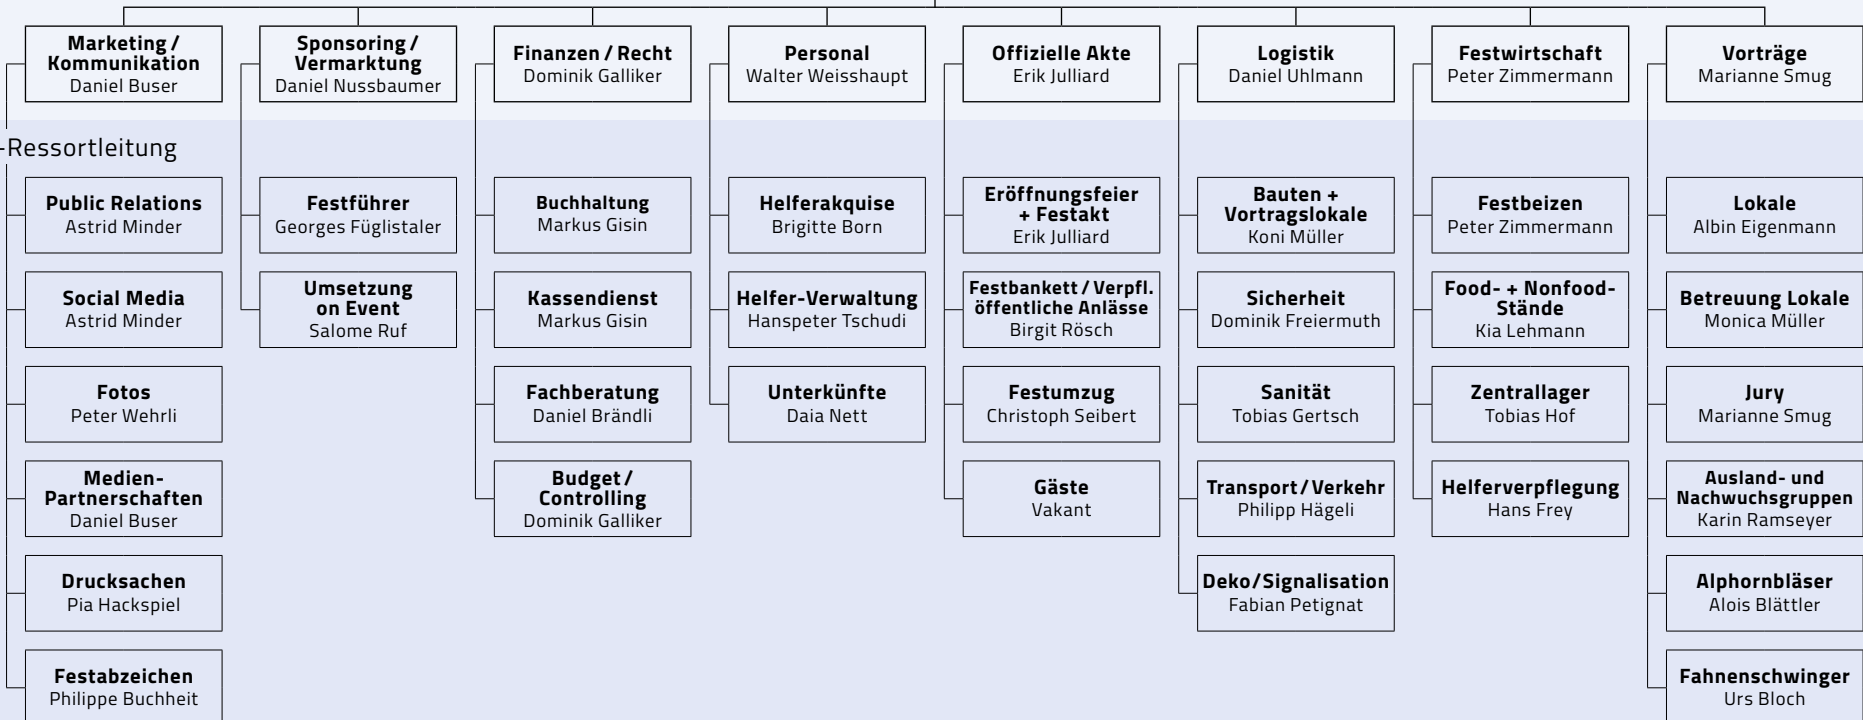 Marketing /
Kommunikation
Daniel Buser
Sponsoring /
Vermarktung
Daniel Nussbaumer
Finanzen / Recht
Dominik Galliker
Personal
Walter Weisshaupt
Offizielle Akte
Erik Julliard
Logistik
Daniel Uhlmann
Festwirtschaft
Peter Zimmermann
Vorträge
Marianne Smug
-Ressortleitung
Public Relations
Astrid Minder
Festführer
Georges Füglistaler
Buchhaltung
Markus Gisin
Helferakquise
Brigitte Born
Eröffnungsfeier
+ Festakt
Erik Julliard
Bauten +
Vortragslokale
Koni Müller
Festbeizen
Peter Zimmermann
Lokale
Albin Eigenmann
Social Media
Astrid Minder
Umsetzung
on Event
Salome Ruf
Kassendienst
Markus Gisin
Helfer-Verwaltung
Hanspeter Tschudi
Festbankett / Verpfl.
öffentliche Anlässe
Birgit Rösch
Sicherheit
Dominik Freiermuth
Food- + Nonfood-
Stände
Kia Lehmann
Betreuung Lokale
Monica Müller
Fotos
Peter Wehrli
Fachberatung
Daniel Brändli
Unterkünfte
Daia Nett
Festumzug
Christoph Seibert
Sanität
Tobias Gertsch
Zentrallager
Tobias Hof
Jury
Marianne Smug
Medien-
Partnerschaften
Daniel Buser
Budget /
Controlling
Dominik Galliker
Gäste
Vakant
Transport / Verkehr
Philipp Hägeli
Helferverpflegung
Hans Frey
Ausland- und
Nachwuchsgruppen
Karin Ramseyer
Drucksachen
Pia Hackspiel
Deko/Signalisation
Fabian Petignat
Alphornbläser
Alois Blättler
Festabzeichen
Philippe Buchheit
Fahnenschwinger
Urs Bloch